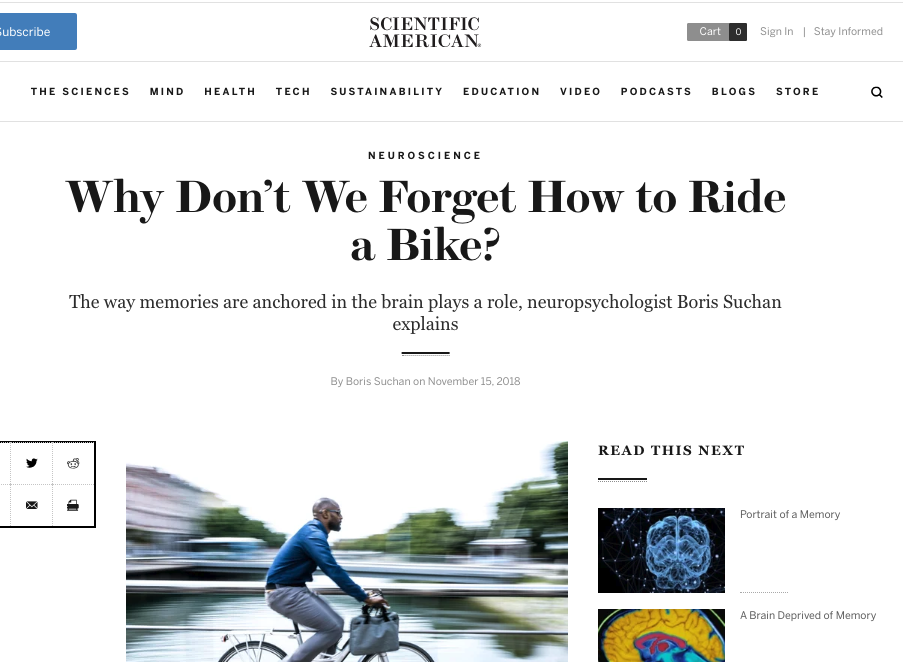 Subscribe
SCIENTIFIC
AMERICAN®
Cart 0 Sign In | Stay Informed
THE SCIENCES MIND HEALTH TECH SUSTAINABILITY EDUCATION VIDEO PODCASTS BLOGS STORE
NEUROSCIENCE
Why Don’t We Forget How to Ride
a Bike?
The way memories are anchored in the brain plays a role, neuropsychologist Boris Suchan
explains
By Boris Suchan on November 15, 2018
READ THIS NEXT
Portrait of a Memory
A Brain Deprived of Memory